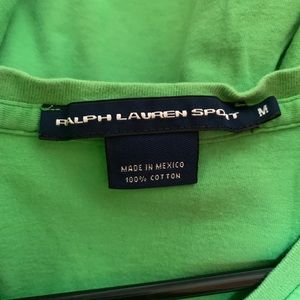 RALPH LAUREN SPORT M
MADE IN MEXICO
100% COTTON